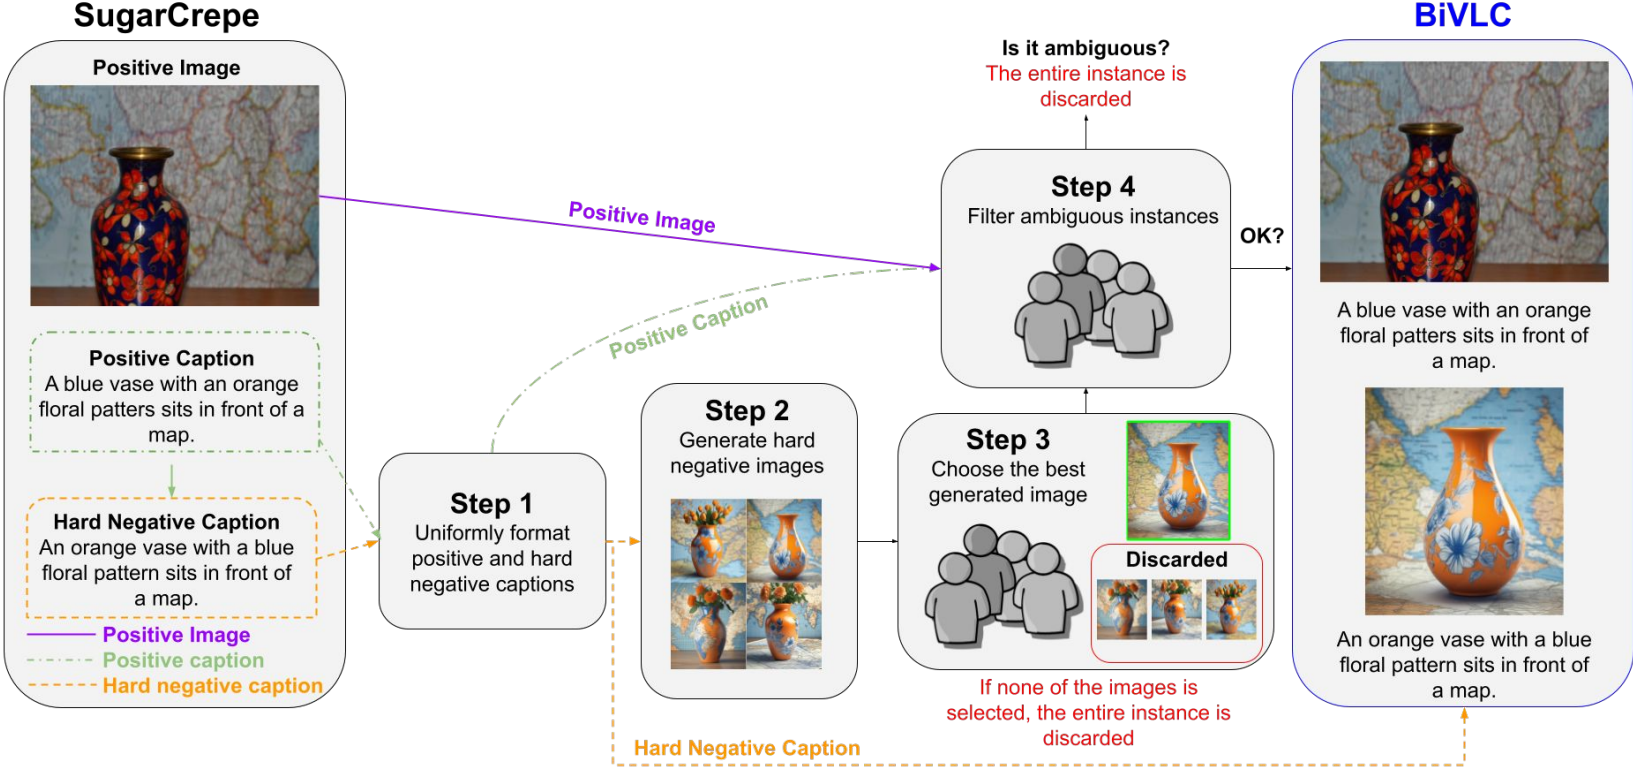 SugarCrepe
Positive Image
Positive Caption
A blue vase with an orange
floral patters sits in front of a
map.
Hard Negative Caption
An orange vase with a blue
floral pattern sits in front of
a map.
Positive Image
Positive caption
Hard negative caption
Positive Image
Positive Caption
Step 1
Uniformly format
positive and hard
negative captions
Step 2
Generate hard
negative images
Step 3
Choose the best
generated image
Discarded
If none of the images is
selected, the entire instance is
discarded
Hard Negative Caption
Is it ambiguous?
The entire instance is
discarded
Step 4
Filter ambiguous instances
OK?
BiVLC
A blue vase with an orange
floral patters sits in front of
a map.
An orange vase with a blue
floral pattern sits in front of
a map.